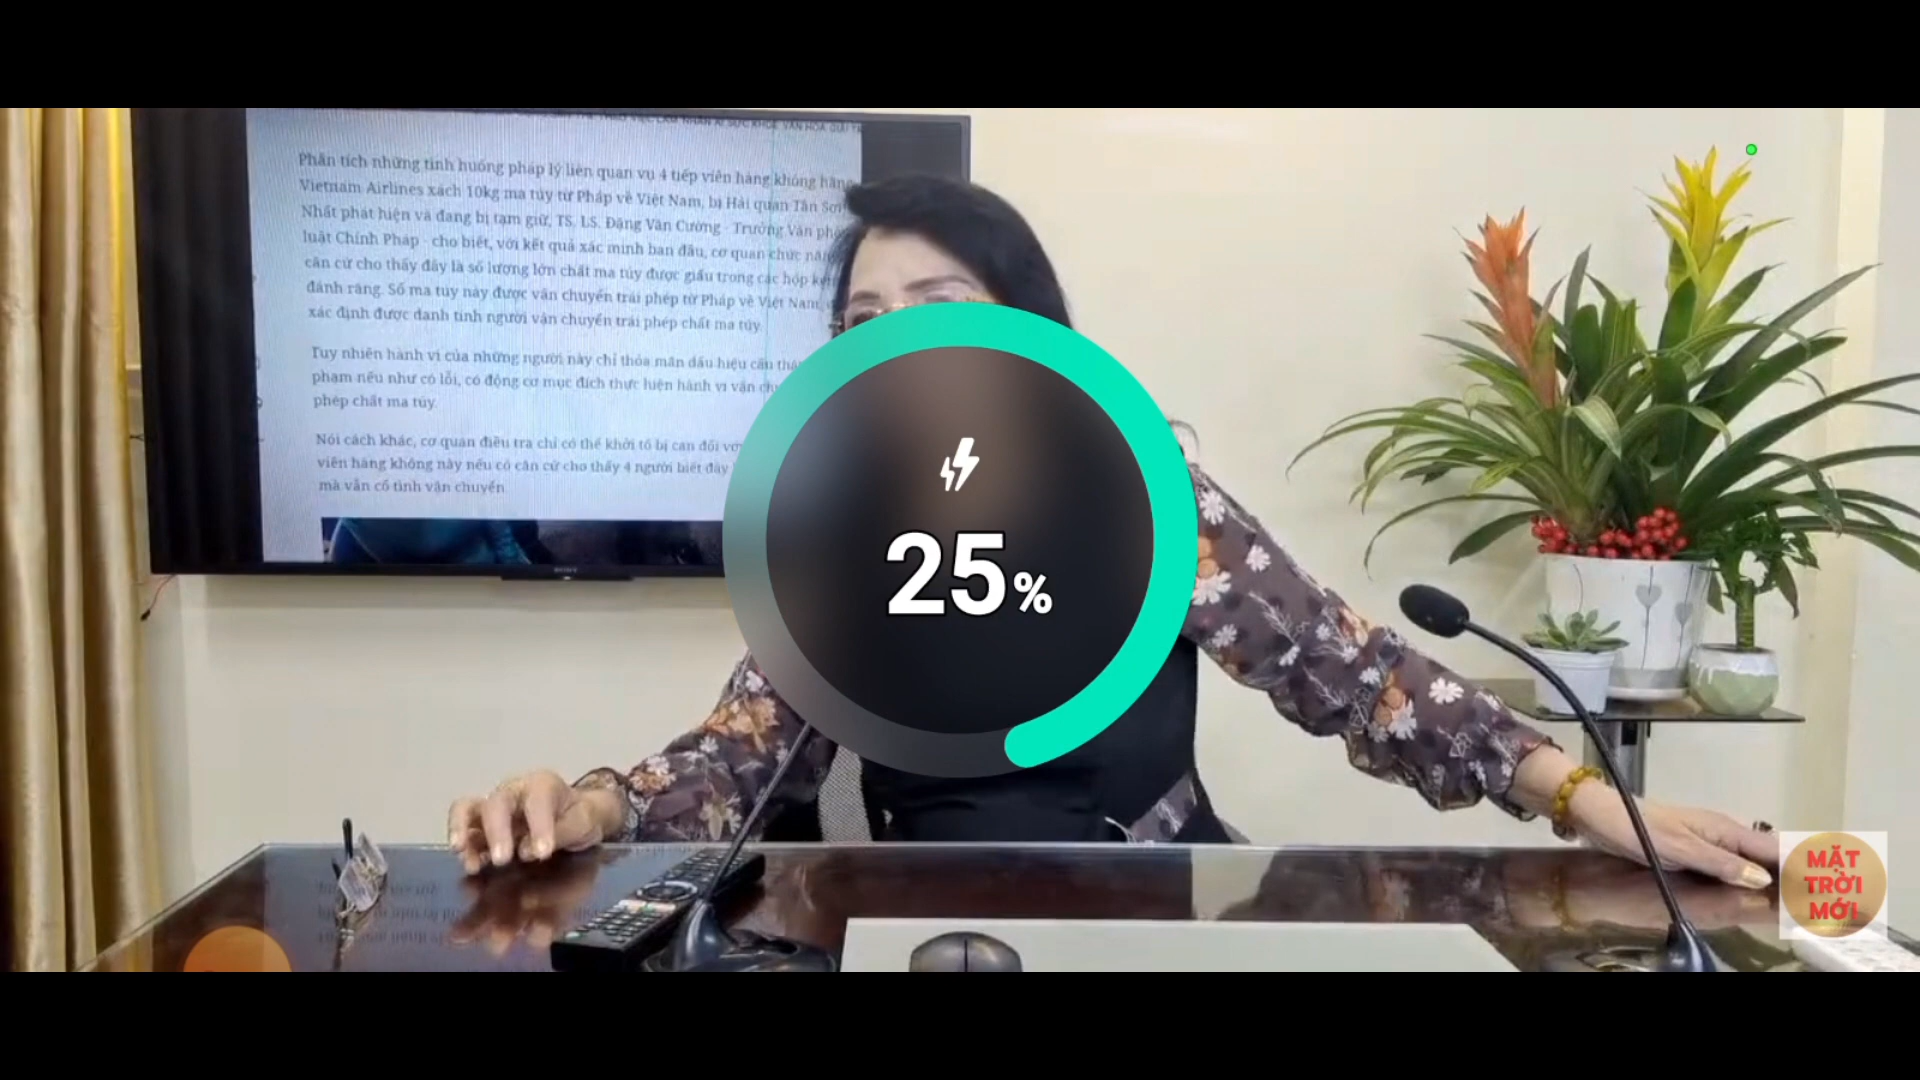 Phân tích những tình huống pháp lý liên quan vụ 4 tiếp viên hàng không hãng
Vietnam Airlines xách 10kg ma túy từ Pháp về Việt Nam, bị Hải quan Tân Sơn
Nhất phát hiện và đang bị tạm giữ, TS. LS. Đặng Văn Cường - Trưởng Văn phò
luật Chính Pháp - cho biết, với kết quả xác minh ban đầu, cơ quan chức năn
căn cứ cho thấy đây là số lượng lớn chất ma túy được giấu trong các hộp kem
đánh răng. Số ma túy này được vận chuyển trái phép từ Pháp về Việt Nam,
xác định được danh tính người vận chuyển trái phép chất ma túy.
Tuy nhiên hành vi của những người này chỉ thỏa mãn dấu hiệu cấu thà
phạm nếu như có lỗi, có động cơ mục đích thực hiện hành vi vận ch
phép chất ma túy.
Nói cách khác, cơ quan điều tra chỉ có thể khởi tố bị can đối với
viên hàng không này nếu có căn cứ cho thấy 4 người biết đây
mà vẫn cố tình vận chuyển
SONY
25%
MẶT
TRỜI
MỚI